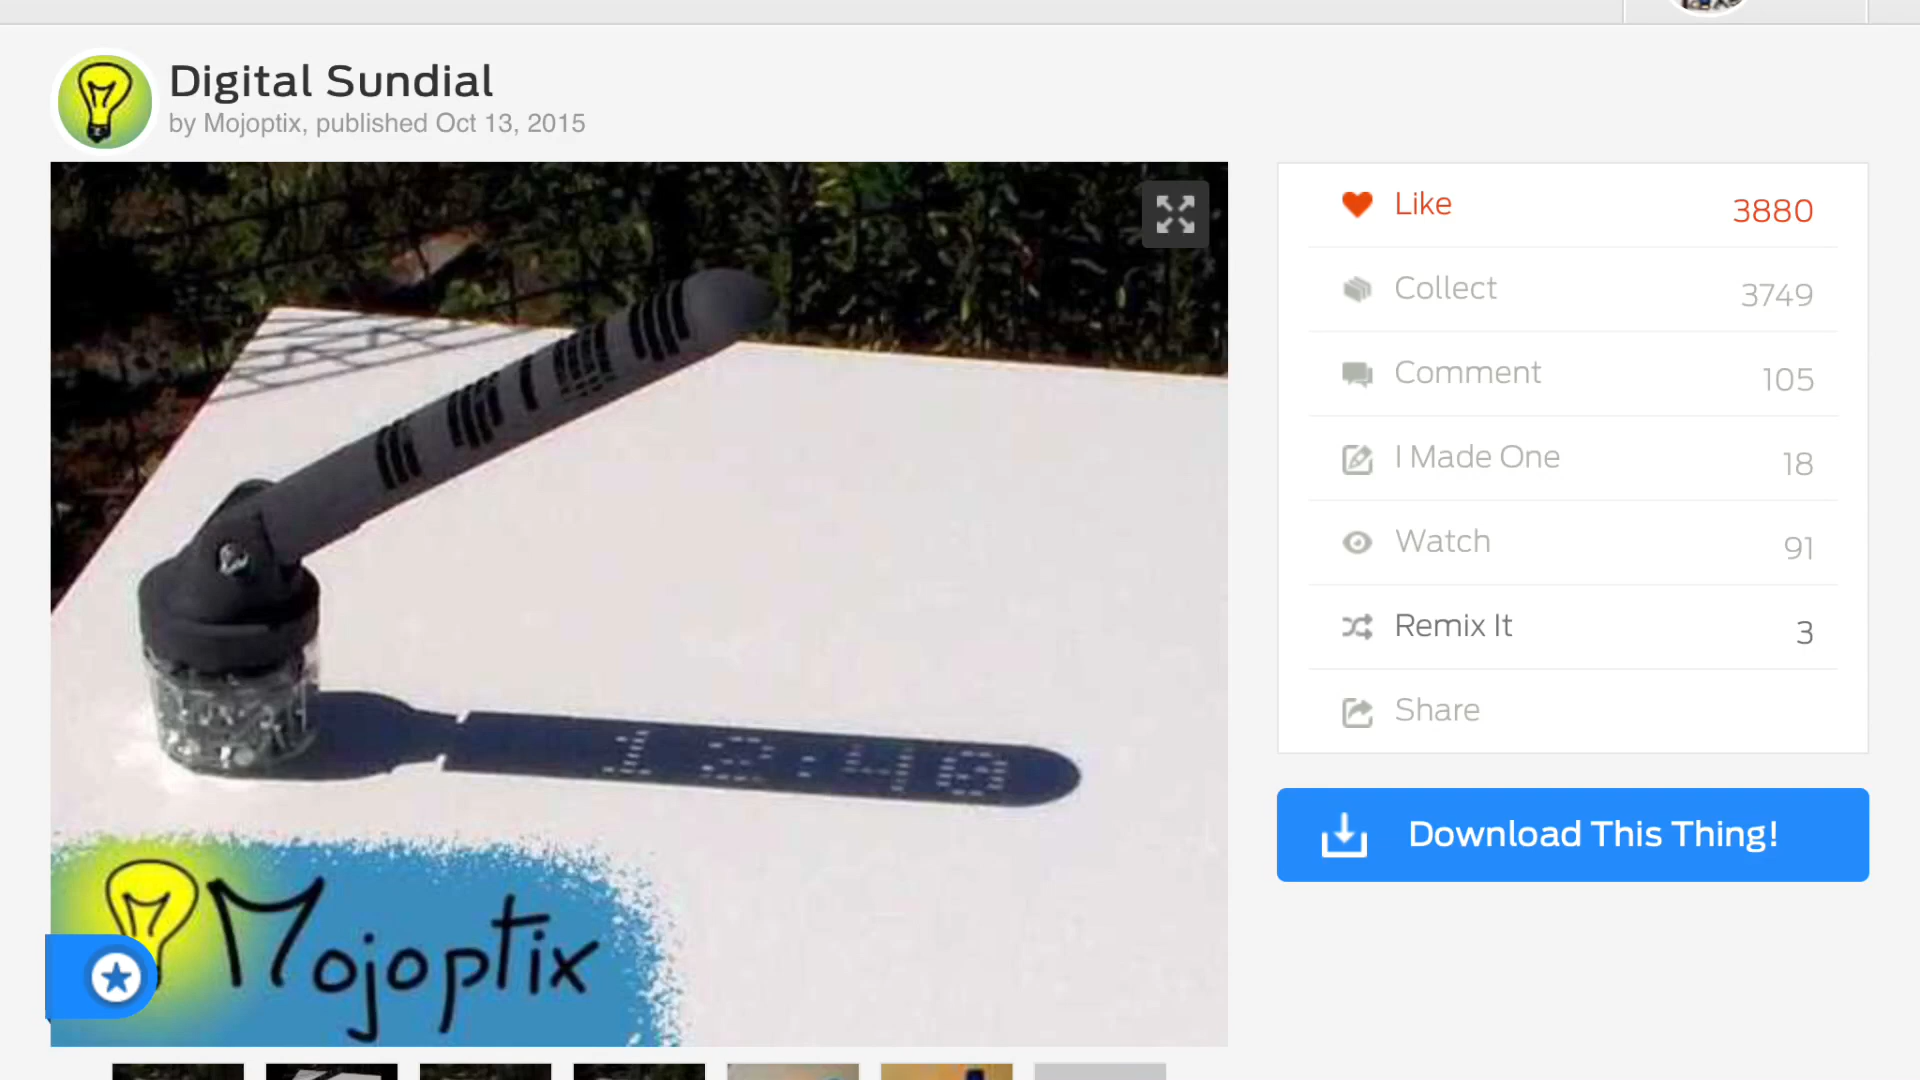 Digital Sundial
by Mojoptix, published Oct 13, 2015
Like 3880
Collect 3749
Comment 105
I Made One 18
Watch 91
Remix It 3
Share
Download This Thing!
Mojoptix